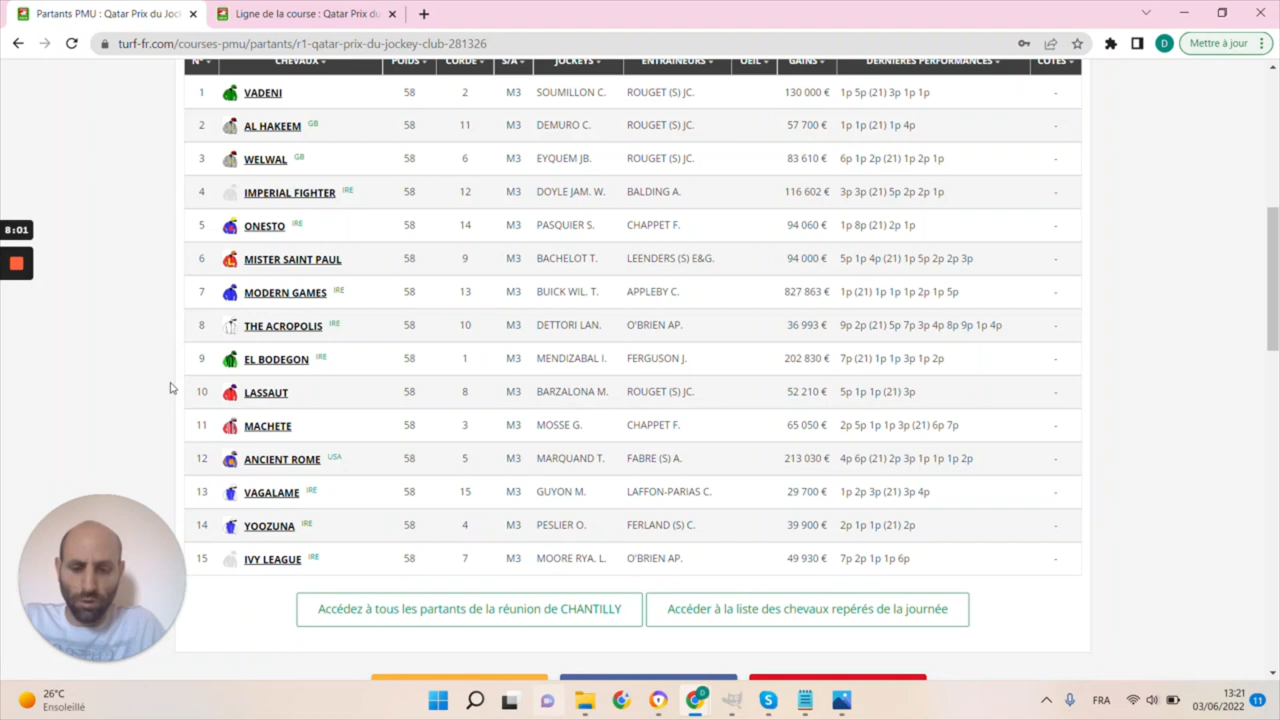 Partants PMU : Qatar Prix du Jock
Ligne de la course : Qatar Prix du
turf-fr.com/courses-pmu/partants/r1-qatar-prix-du-jockey-club-281326
D
Mettre à jour
N° CHEVAUX POIDS CORDE S/A JOCKEYS ENTRAINEURS OEIL GAINS DERNIÈRES PERFORMANCES COTES
1 VADENI 58 2 M3 SOUMILLON C. ROUGET (S) JC. 130 000 € 1p 5p (21) 3p 1p 1p -
2 AL HAKEEM GB 58 11 M3 DEMURO C. ROUGET (S) JC. 57 700 € 1p 1p (21) 1p 4p -
3 WELWAL GB 58 6 M3 EYQUEM JB. ROUGET (S) JC. 83 610 € 6p 1p 2p (21) 1p 2p 1p -
4 IMPERIAL FIGHTER IRE 58 12 M3 DOYLE JAM. W. BALDING A. 116 602 € 3p 3p (21) 5p 2p 2p 1p -
5 ONESTO IRE 58 14 M3 PASQUIER S. CHAPPET F. 94 060 € 1p 8p (21) 2p 1p -
6 MISTER SAINT PAUL 58 9 M3 BACHELOT T. LEENDERS (S) E&G. 94 000 € 5p 1p 4p (21) 1p 5p 2p 2p 3p -
7 MODERN GAMES IRE 58 13 M3 BUICK WIL. T. APPLEBY C. 827 863 € 1p (21) 1p 1p 1p 2p 1p 5p -
8 THE ACROPOLIS IRE 58 10 M3 DETTORI LAN. O'BRIEN AP. 36 993 € 9p 2p (21) 5p 7p 3p 4p 8p 9p 1p 4p -
9 EL BODEGON IRE 58 1 M3 MENDIZABAL I. FERGUSON J. 202 830 € 7p (21) 1p 1p 3p 1p 2p -
10 LASSAUT 58 8 M3 BARZALONA M. ROUGET (S) JC. 52 210 € 5p 1p 1p (21) 3p -
11 MACHETE 58 3 M3 MOSSE G. CHAPPET F. 65 050 € 2p 5p 1p 1p 3p (21) 6p 7p -
12 ANCIENT ROME USA 58 5 M3 MARQUAND T. FABRE (S) A. 213 030 € 4p 6p (21) 2p 3p 1p 1p 1p 2p -
13 VAGALAME IRE 58 15 M3 GUYON M. LAFFON-PARIAS C. 29 700 € 1p 2p 3p (21) 3p 4p -
14 YOOZUNA IRE 58 4 M3 PESLIER O. FERLAND (S) C. 39 900 € 2p 1p 1p (21) 2p -
15 IVY LEAGUE IRE 58 7 M3 MOORE RYA. L. O'BRIEN AP. 49 930 € 7p 2p 1p 1p 6p -
8:01
Accédez à tous les partants de la réunion de CHANTILLY
Accéder à la liste des chevaux repérés de la journée
26°C
Ensoleillé
D
FRA
13:21
03/06/2022
11